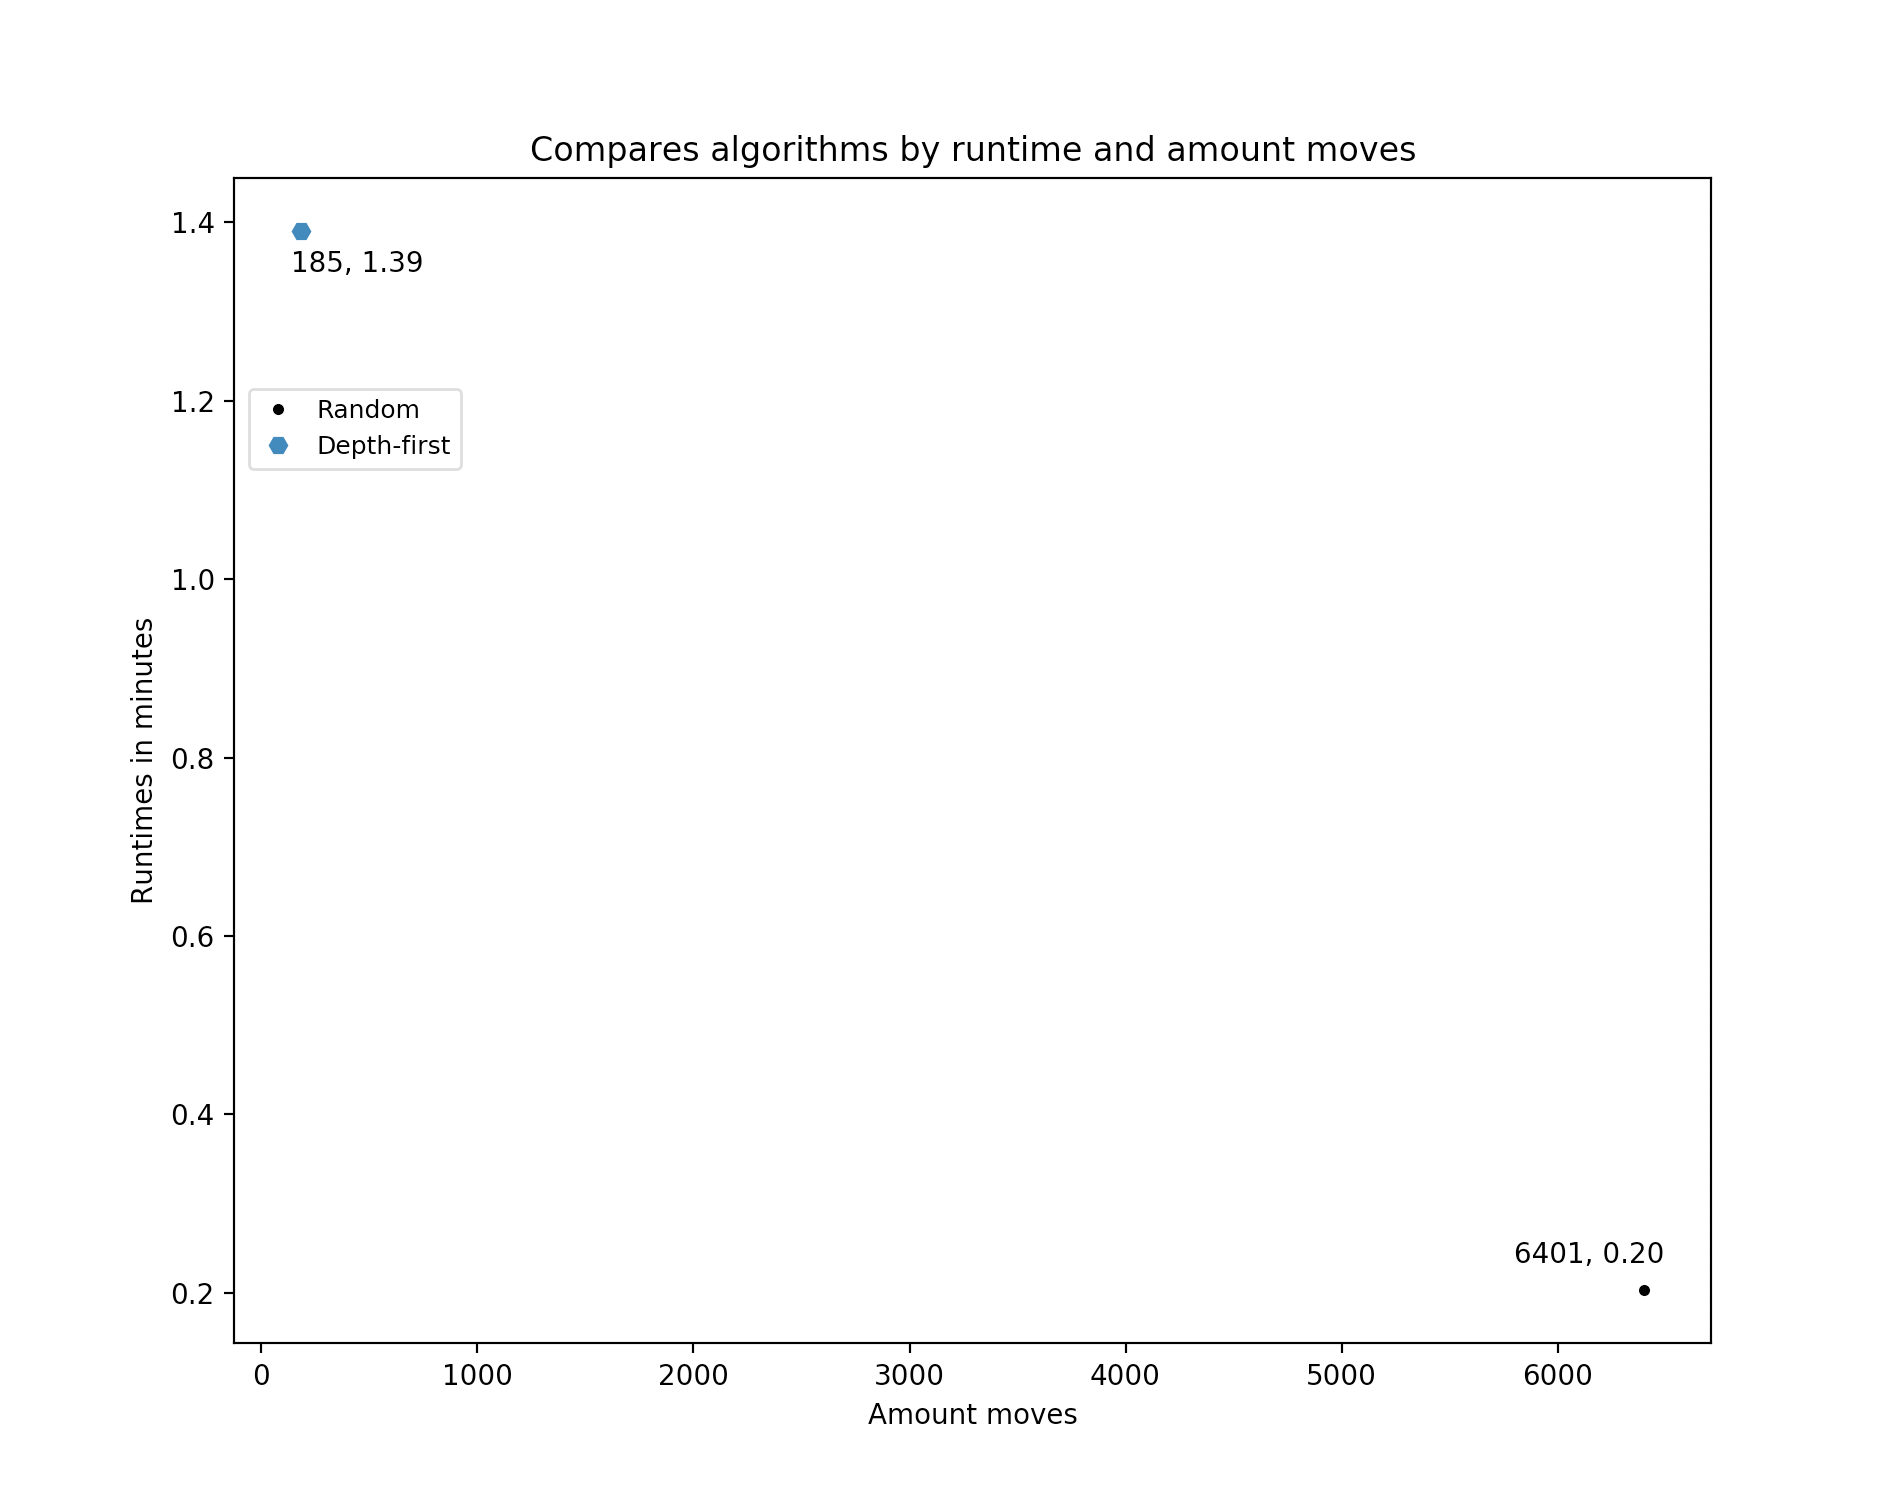 Compares algorithms by runtime and amount moves
1.4
185, 1.39
1.2
Random
Depth-first
1.0
Runtimes in minutes
0.8
0.6
0.4
6401, 0.20
0.2
0 1000 2000 3000 4000 5000 6000
Amount moves